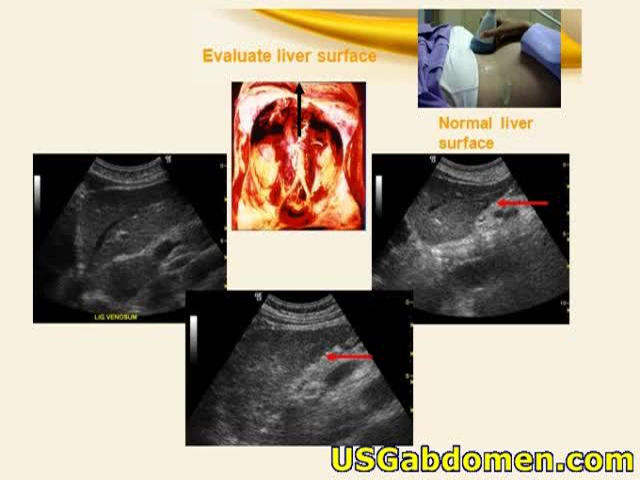 Evaluate liver surface
Normal liver
surface
LIG VENOSUM
USGabdomen.com